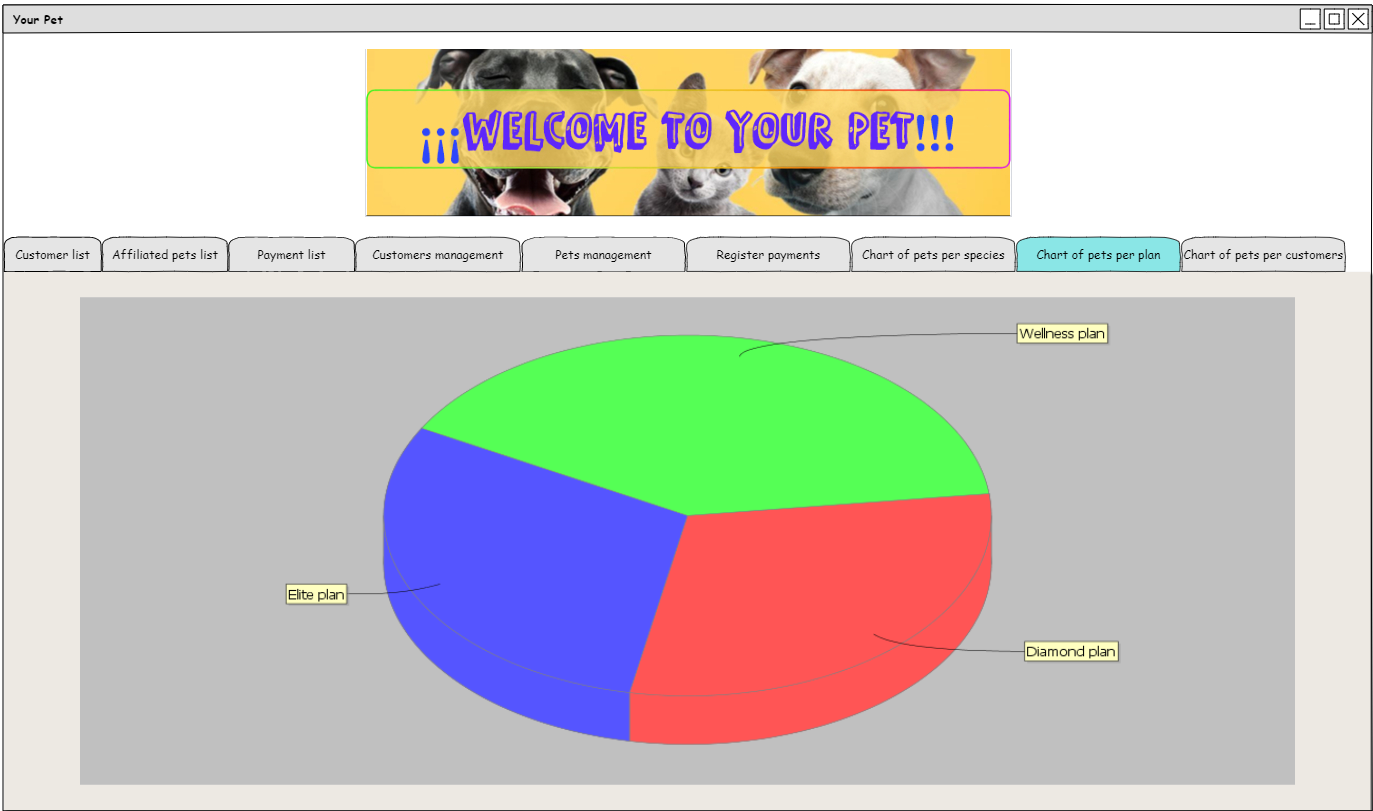 Your Pet
¡¡¡WELCOME TO YOUR PET!!!
Customer list
Affiliated pets list
Payment list
Customers management
Pets management
Register payments
Chart of pets per species
Chart of pets per plan
Chart of pets per customers
Wellness plan
Elite plan
Diamond plan